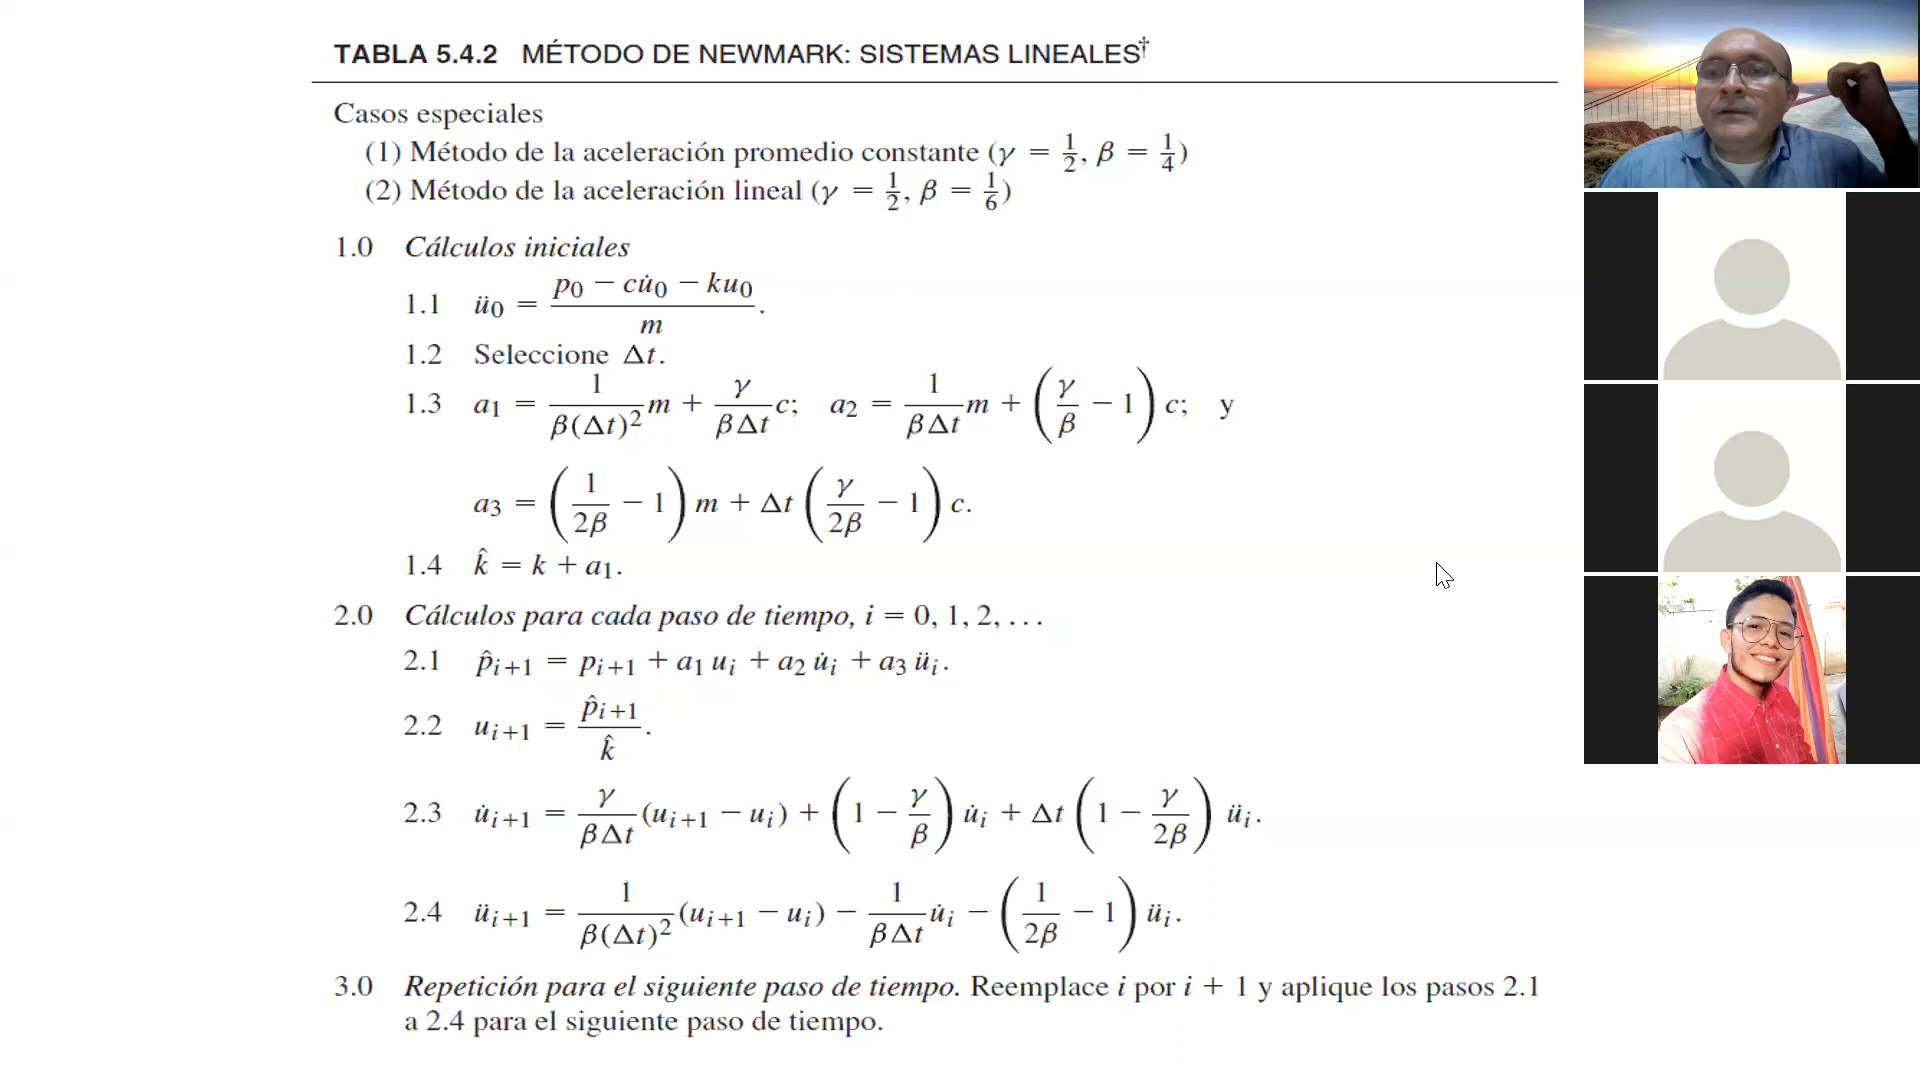 TABLA 5.4.2 MÉTODO DE NEWMARK: SISTEMAS LINEALES†
Casos especiales
(1) Método de la aceleración promedio constante (γ = 1/2, β = 1/4)
(2) Método de la aceleración lineal (γ = 1/2, β = 1/6)
1.0 Cálculos iniciales
1.1 ü0 = (p0 − cu̇0 − ku0)/m.
1.2 Seleccione Δt.
1.3 a1 = 1/(β(Δt)²) m + γ/(βΔt) c; a2 = 1/(βΔt) m + (γ/β − 1) c; y
a3 = (1/(2β) − 1) m + Δt (γ/(2β) − 1) c.
1.4 k̂ = k + a1.
2.0 Cálculos para cada paso de tiempo, i = 0, 1, 2, ...
2.1 p̂i+1 = pi+1 + a1 ui + a2 u̇i + a3 üi.
2.2 ui+1 = p̂i+1/k̂.
2.3 u̇i+1 = γ/(βΔt) (ui+1 − ui) + (1 − γ/β) u̇i + Δt (1 − γ/(2β)) üi.
2.4 üi+1 = 1/(β(Δt)²) (ui+1 − ui) − 1/(βΔt) u̇i − (1/(2β) − 1) üi.
3.0 Repetición para el siguiente paso de tiempo. Reemplace i por i + 1 y aplique los pasos 2.1
a 2.4 para el siguiente paso de tiempo.